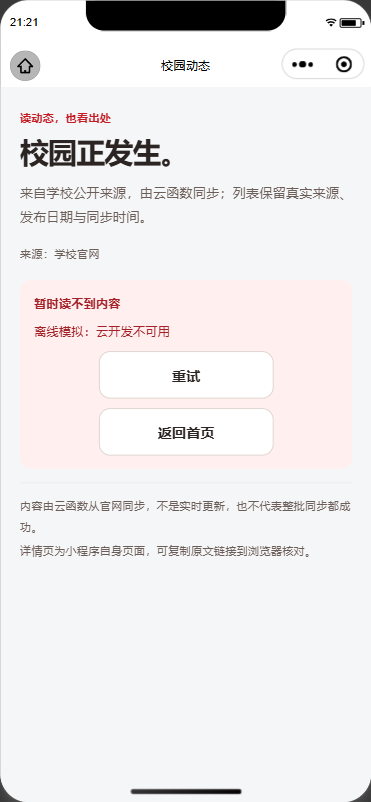 21:21
校园动态
读动态，也看出处
校园正发生。
来自学校公开来源，由云函数同步；列表保留真实来源、
发布日期与同步时间。
来源：学校官网
暂时读不到内容
离线模拟：云开发不可用
重试
返回首页
内容由云函数从官网同步，不是实时更新，也不代表整批同步都成
功。
详情页为小程序自身页面，可复制原文链接到浏览器核对。